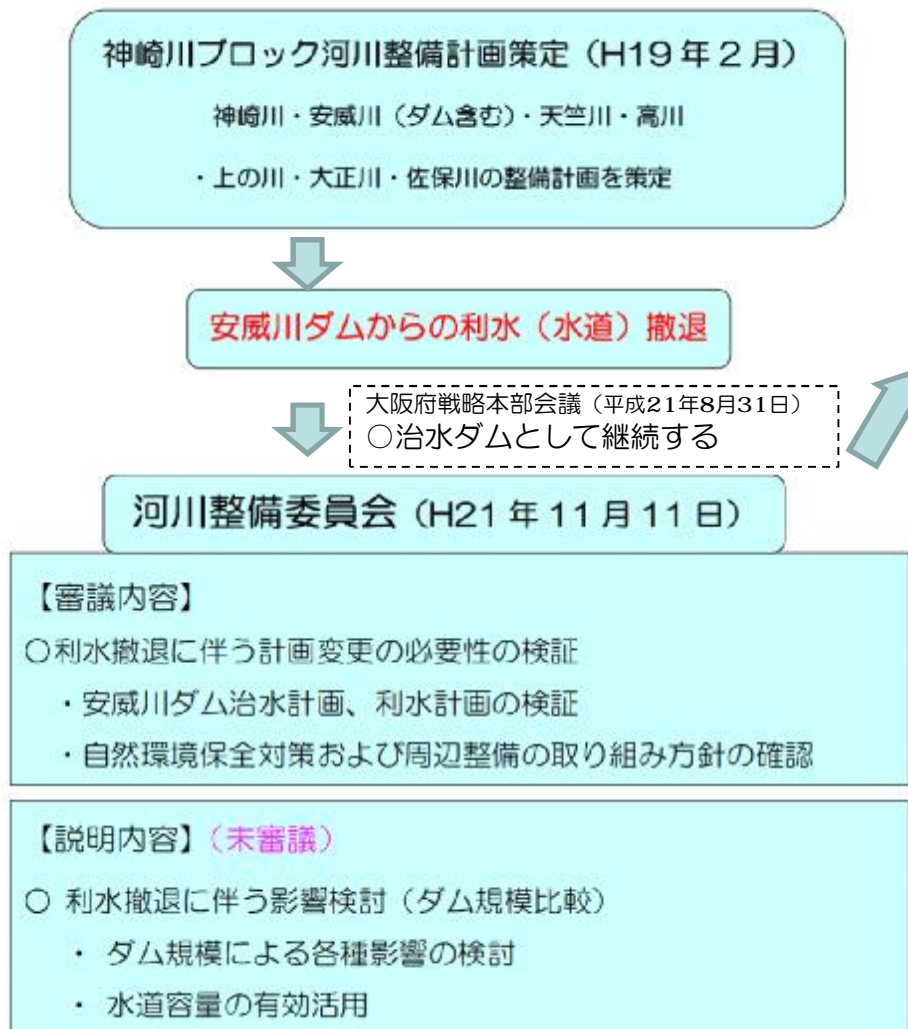 神崎川ブロック河川整備計画策定（H19年2月）
神崎川・安威川（ダム含む）・天竺川・高川
・上の川・大正川・佐保川の整備計画を策定
安威川ダムからの利水（水道）撤退
大阪府戦略本部会議（平成21年8月31日）
○治水ダムとして継続する
河川整備委員会（H21年11月11日）
【審議内容】
○利水撤退に伴う計画変更の必要性の検証
・安威川ダム治水計画、利水計画の検証
・自然環境保全対策および周辺整備の取り組み方針の確認
【説明内容】（未審議）
○ 利水撤退に伴う影響検討（ダム規模比較）
・ ダム規模による各種影響の検討
・ 水道容量の有効活用